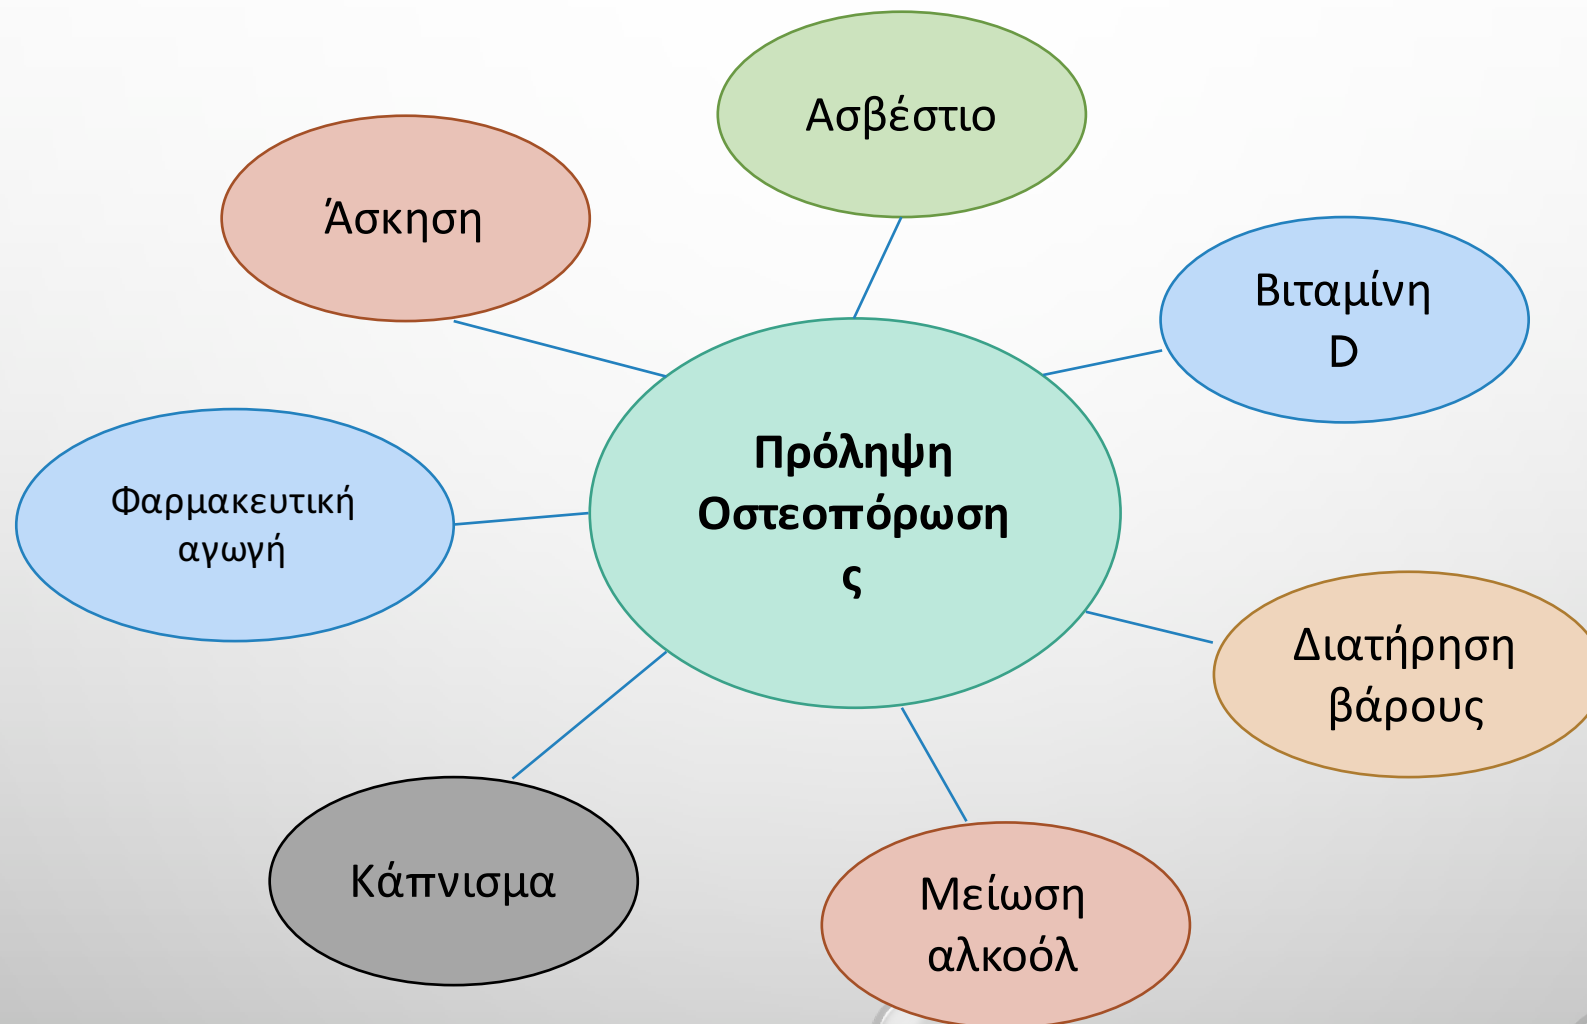 Ασβέστιο
Άσκηση
Βιταμίνη
D
Πρόληψη
Οστεοπόρωση
ς
Φαρμακευτική
αγωγή
Διατήρηση
βάρους
Κάπνισμα
Μείωση
αλκοόλ